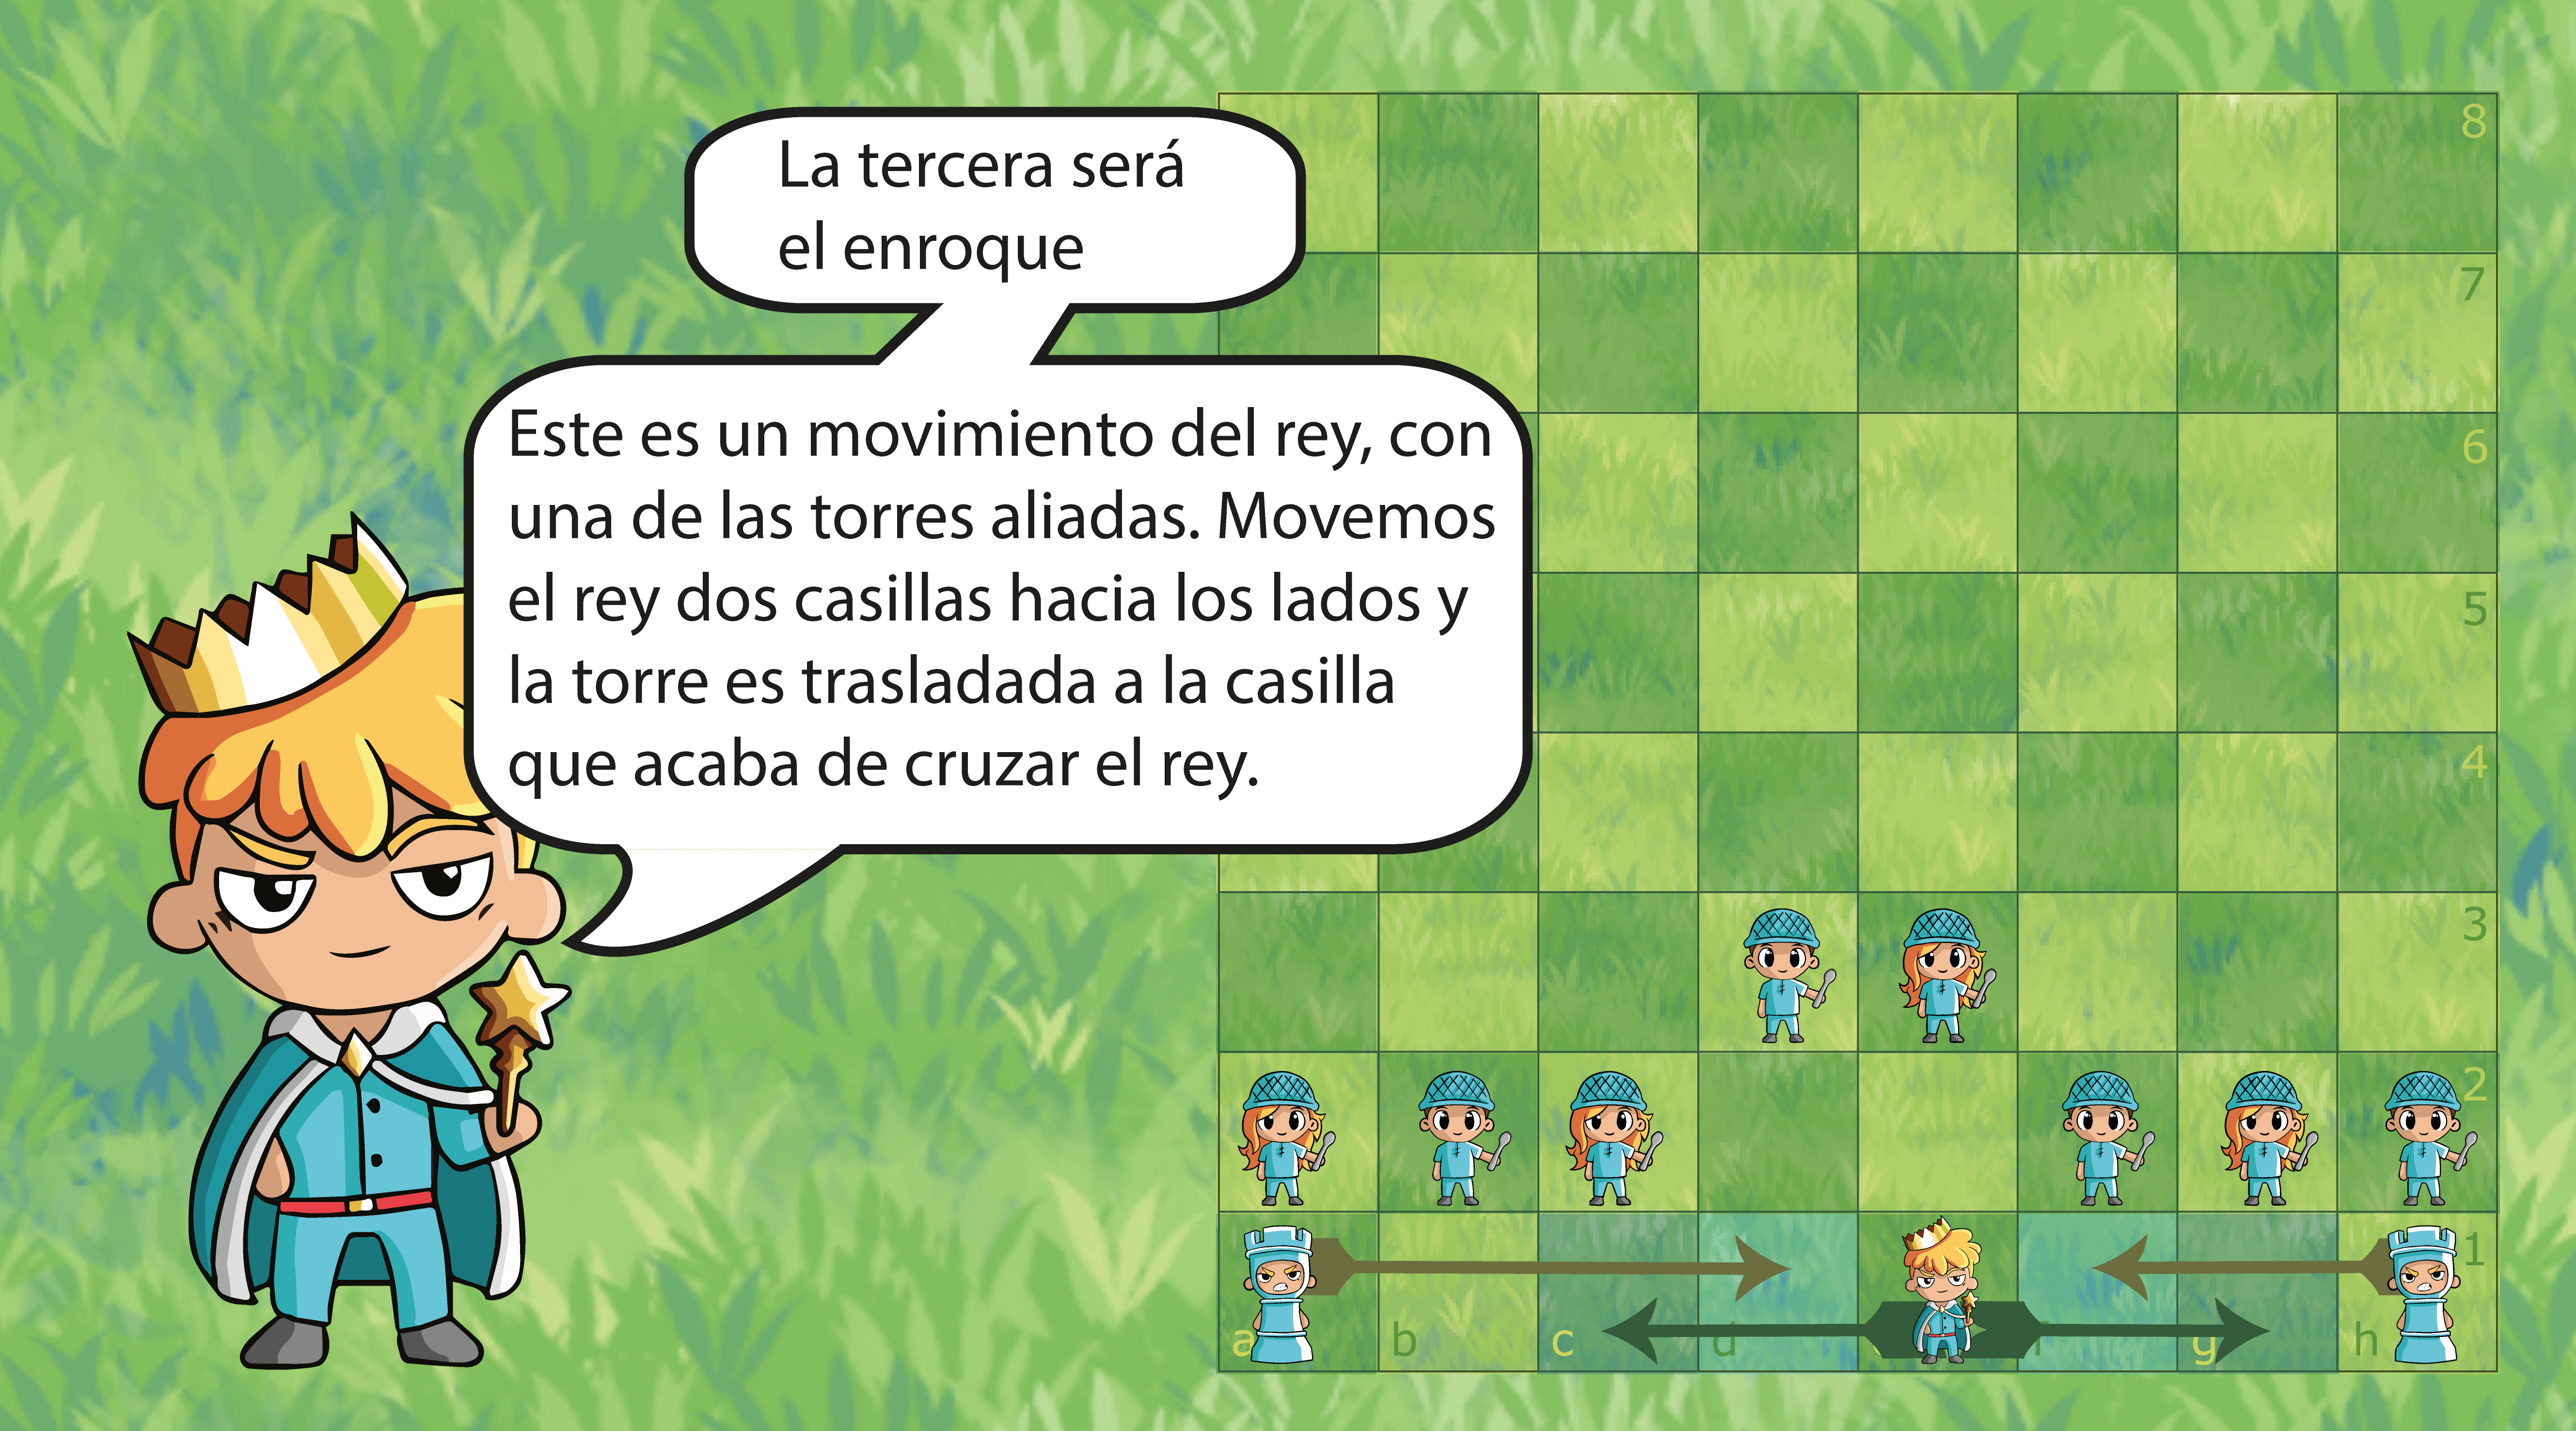 La tercera será
el enroque
Este es un movimiento del rey, con
una de las torres aliadas. Movemos
el rey dos casillas hacia los lados y
la torre es trasladada a la casilla
que acaba de cruzar el rey.
8
7
6
5
4
3
2
1
a b c d f g h